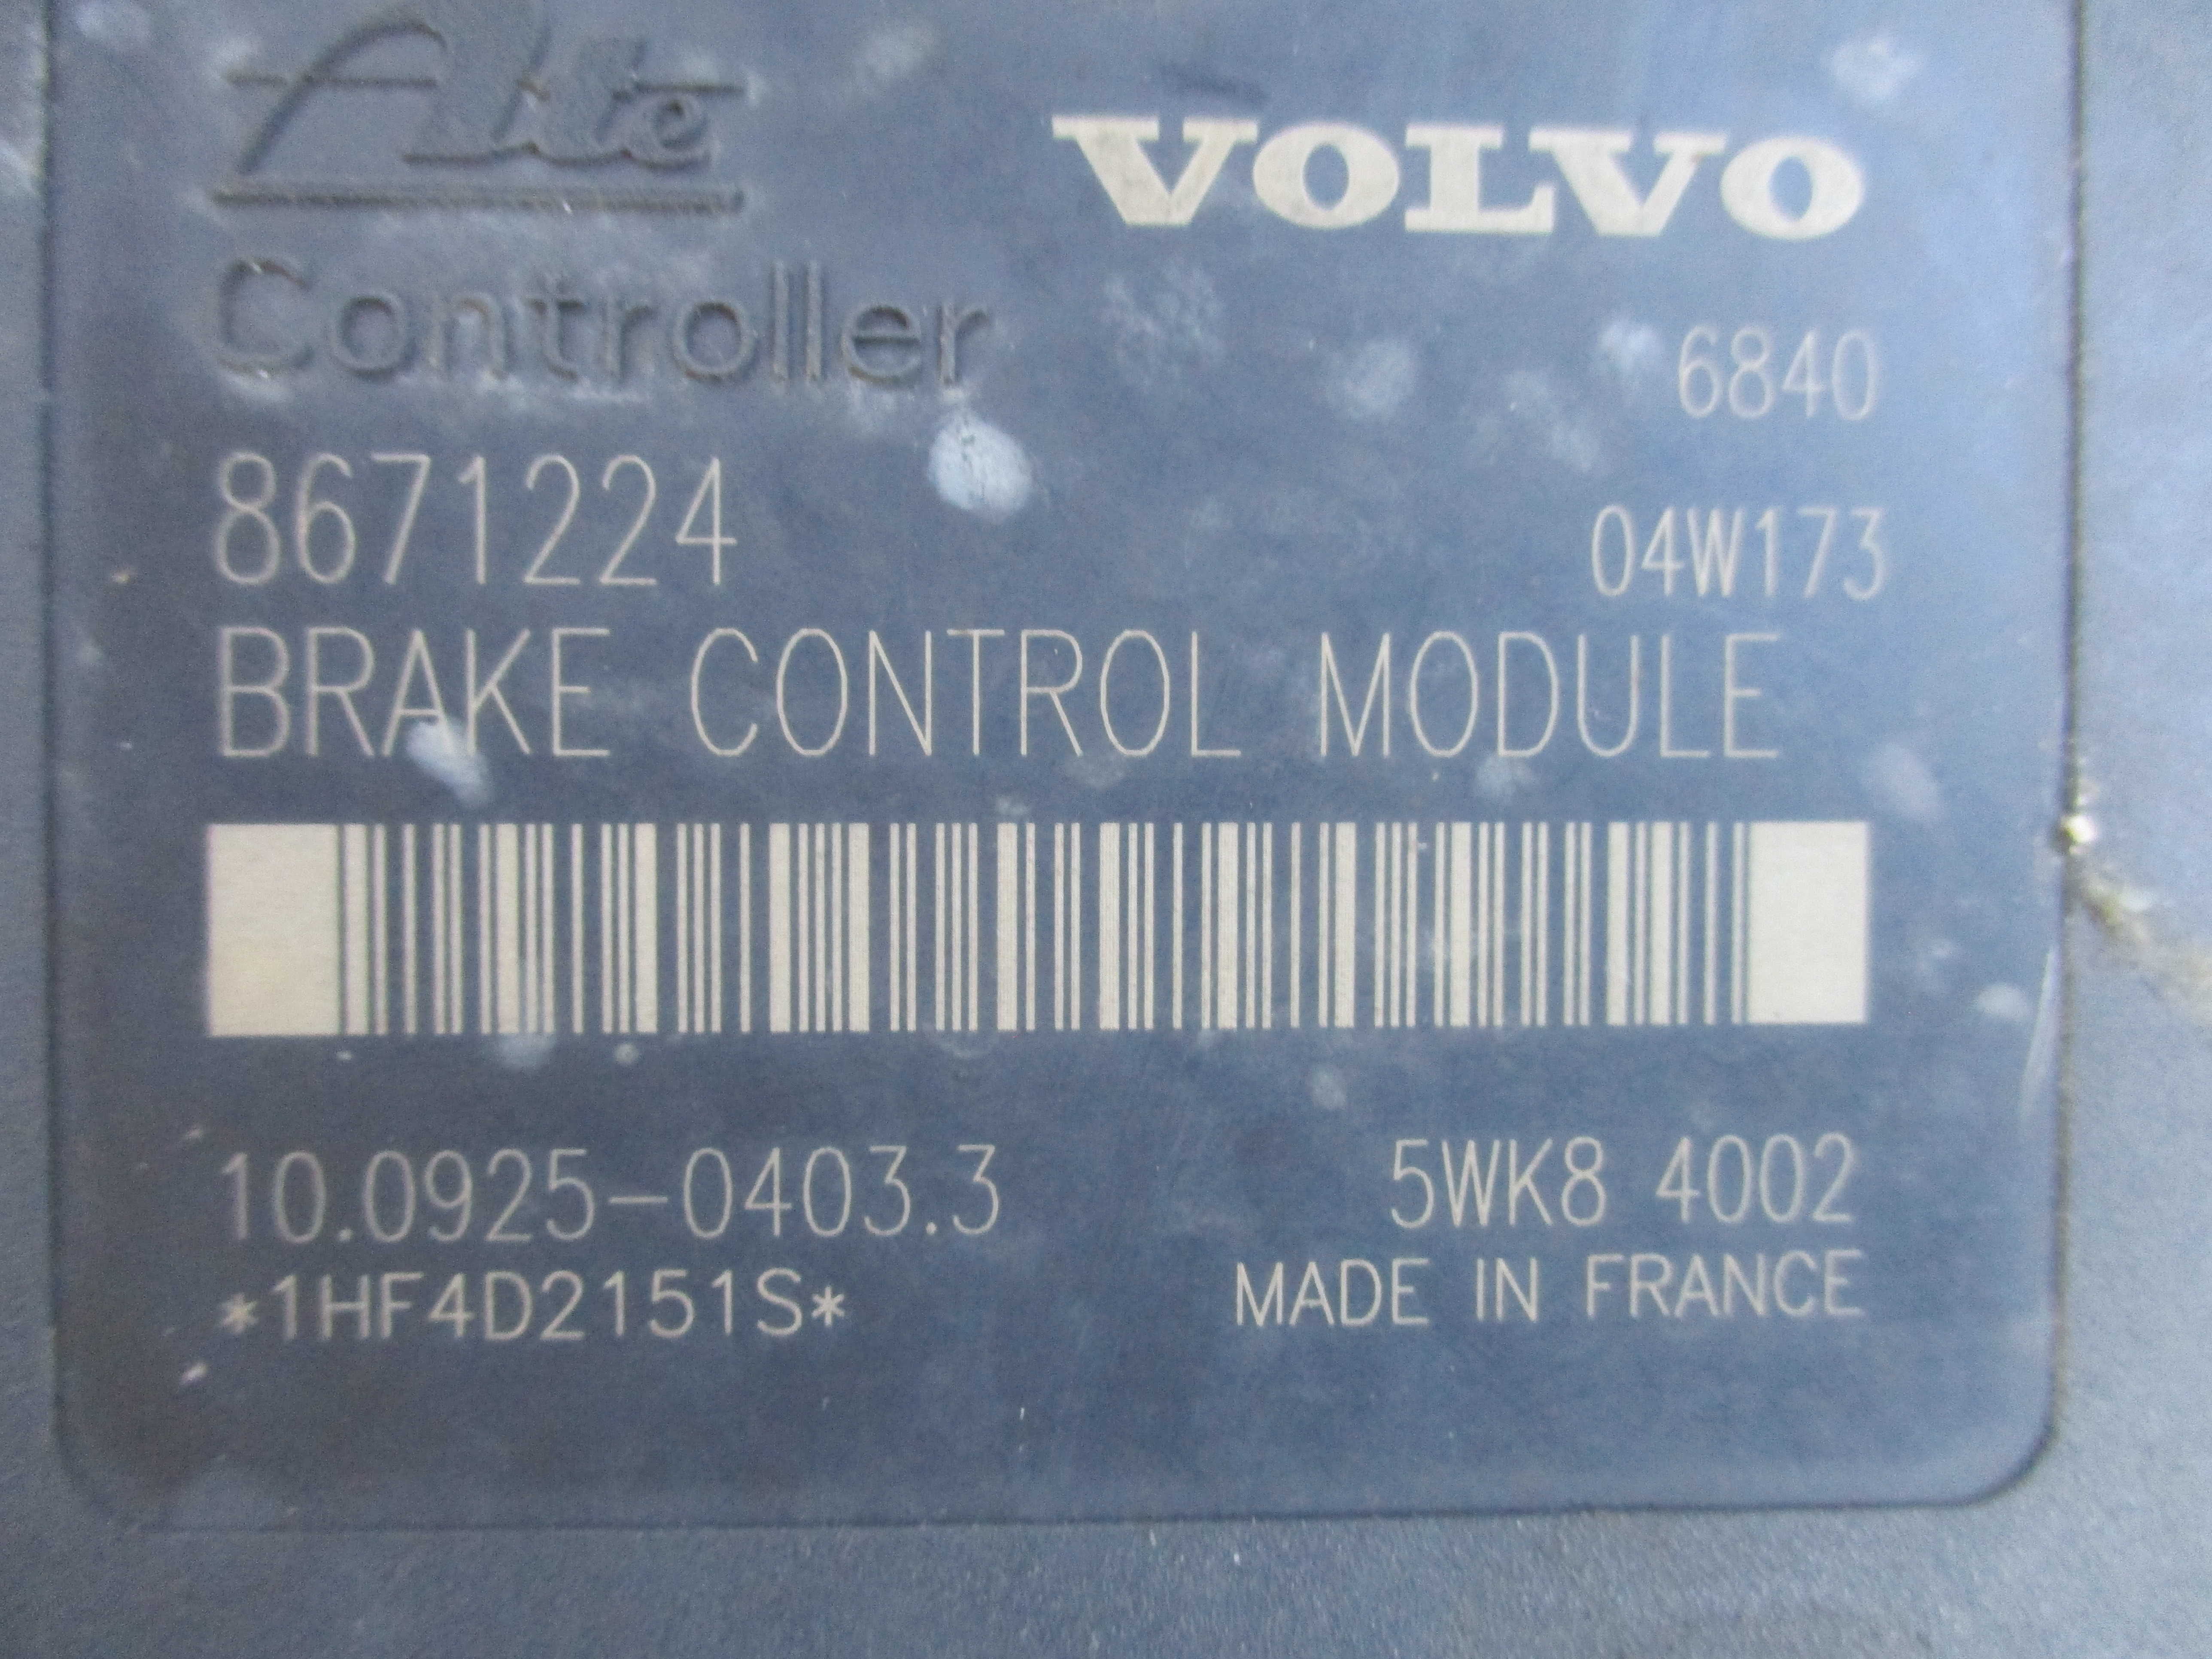 Ate
VOLVO
Controller
6840
8671224
04W173
BRAKE CONTROL MODULE
10.0925-0403.3
5WK8 4002
*1HF4D2151S*
MADE IN FRANCE